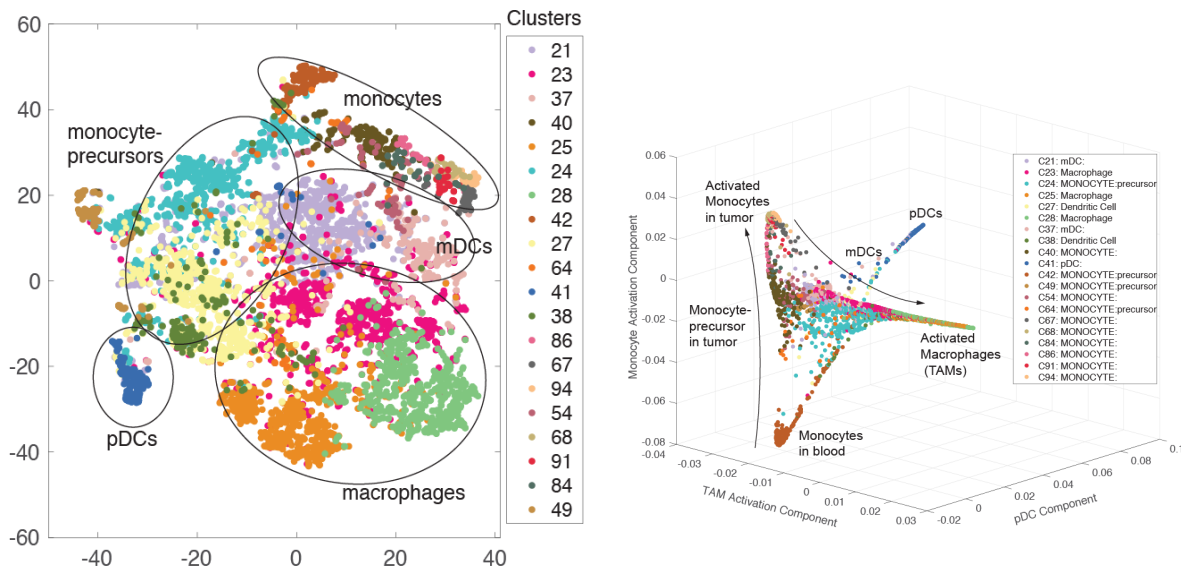 Clusters
60
40
20
0
-20
-40
-60
-40
-20
0
20
40
monocytes
monocyte-
precursors
mDCs
pDCs
macrophages
21
23
37
40
25
24
28
42
27
64
41
38
86
67
94
54
68
91
84
49
Monocyte Activation Component
0.06
0.04
0.02
0
-0.02
-0.04
-0.06
-0.08
-0.04
-0.03
-0.02
-0.01
0
0.01
0.02
0.03
TAM Activation Component
-0.02
0
0.02
0.04
0.06
0.08
0.1
pDC Component
Activated
Monocytes
in tumor
pDCs
mDCs
Monocyte-
precursor
in tumor
Activated
Macrophages
(TAMs)
Monocytes
in blood
C21: mDC:
C23: Macrophage
C24: MONOCYTE:precursor
C25: Macrophage
C27: Dendritic Cell
C28: Macrophage
C37: mDC:
C38: Dendritic Cell
C40: MONOCYTE:
C41: pDC:
C42: MONOCYTE:precursor
C49: MONOCYTE:precursor
C54: MONOCYTE:
C64: MONOCYTE:precursor
C67: MONOCYTE:
C68: MONOCYTE:
C84: MONOCYTE:
C86: MONOCYTE:
C91: MONOCYTE:
C94: MONOCYTE: